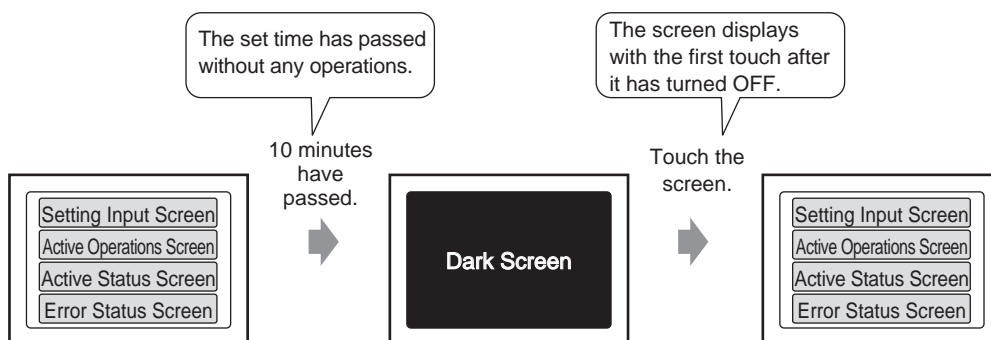 The set time has passed
without any operations.
The screen displays
with the first touch after
it has turned OFF.
10 minutes
have
passed.
Touch the
screen.
Setting Input Screen
Active Operations Screen
Active Status Screen
Error Status Screen
Dark Screen
Setting Input Screen
Active Operations Screen
Active Status Screen
Error Status Screen